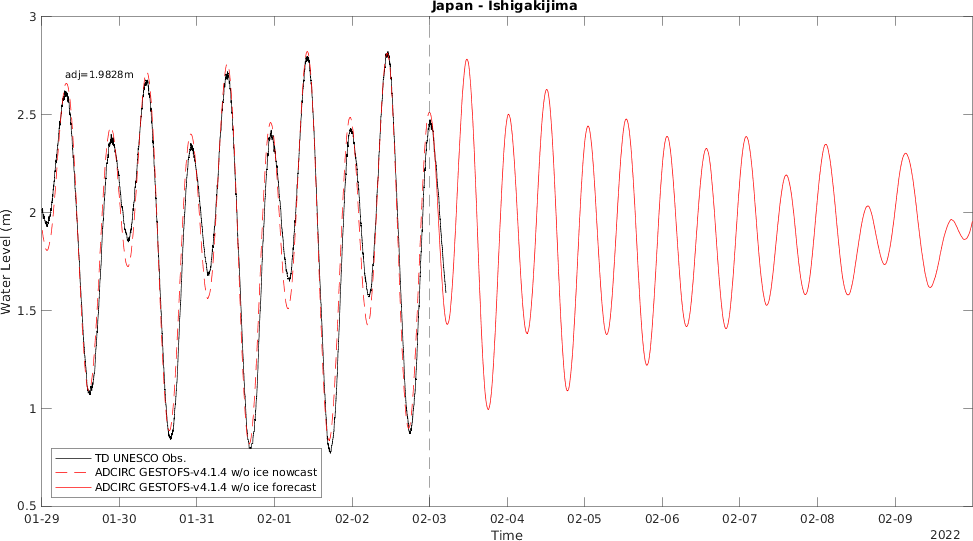 Japan - Ishigakijima
3
adj=1.9828m
2.5
2
Water Level (m)
1.5
1
TD UNESCO Obs.
ADCIRC GESTOFS-v4.1.4 w/o ice nowcast
ADCIRC GESTOFS-v4.1.4 w/o ice forecast
0.5
01-29 01-30 01-31 02-01 02-02 02-03 02-04 02-05 02-06 02-07 02-08 02-09
Time
2022